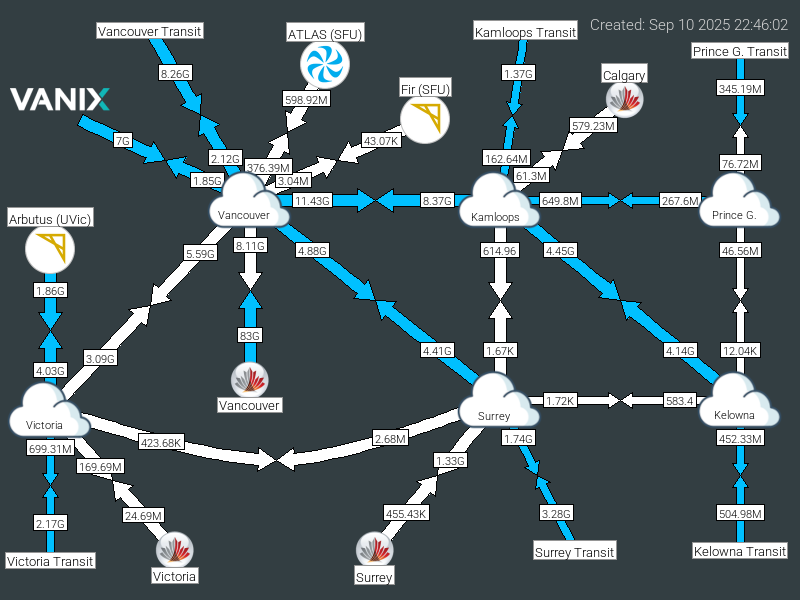 Created: Sep 10 2025 22:46:02
Vancouver Transit
ATLAS (SFU)
Kamloops Transit
Prince G. Transit
8.26G
1.37G
Calgary
345.19M
VANIX
598.92M
Fir (SFU)
7G
43.07K
579.23M
2.12G
376.39M
162.64M
76.72M
1.85G
3.04M
61.3M
11.43G
8.37G
649.8M
267.6M
Vancouver
Kamloops
Prince G.
Arbutus (UVic)
5.59G
8.11G
4.88G
614.96
4.45G
46.56M
1.86G
83G
3.09G
4.41G
1.67K
4.14G
12.04K
4.03G
Vancouver
1.72K
583.4
Victoria
Surrey
Kelowna
699.31M
423.68K
2.68M
1.74G
452.33M
169.69M
1.33G
2.17G
24.69M
455.43K
3.28G
504.98M
Victoria Transit
Victoria
Surrey
Surrey Transit
Kelowna Transit